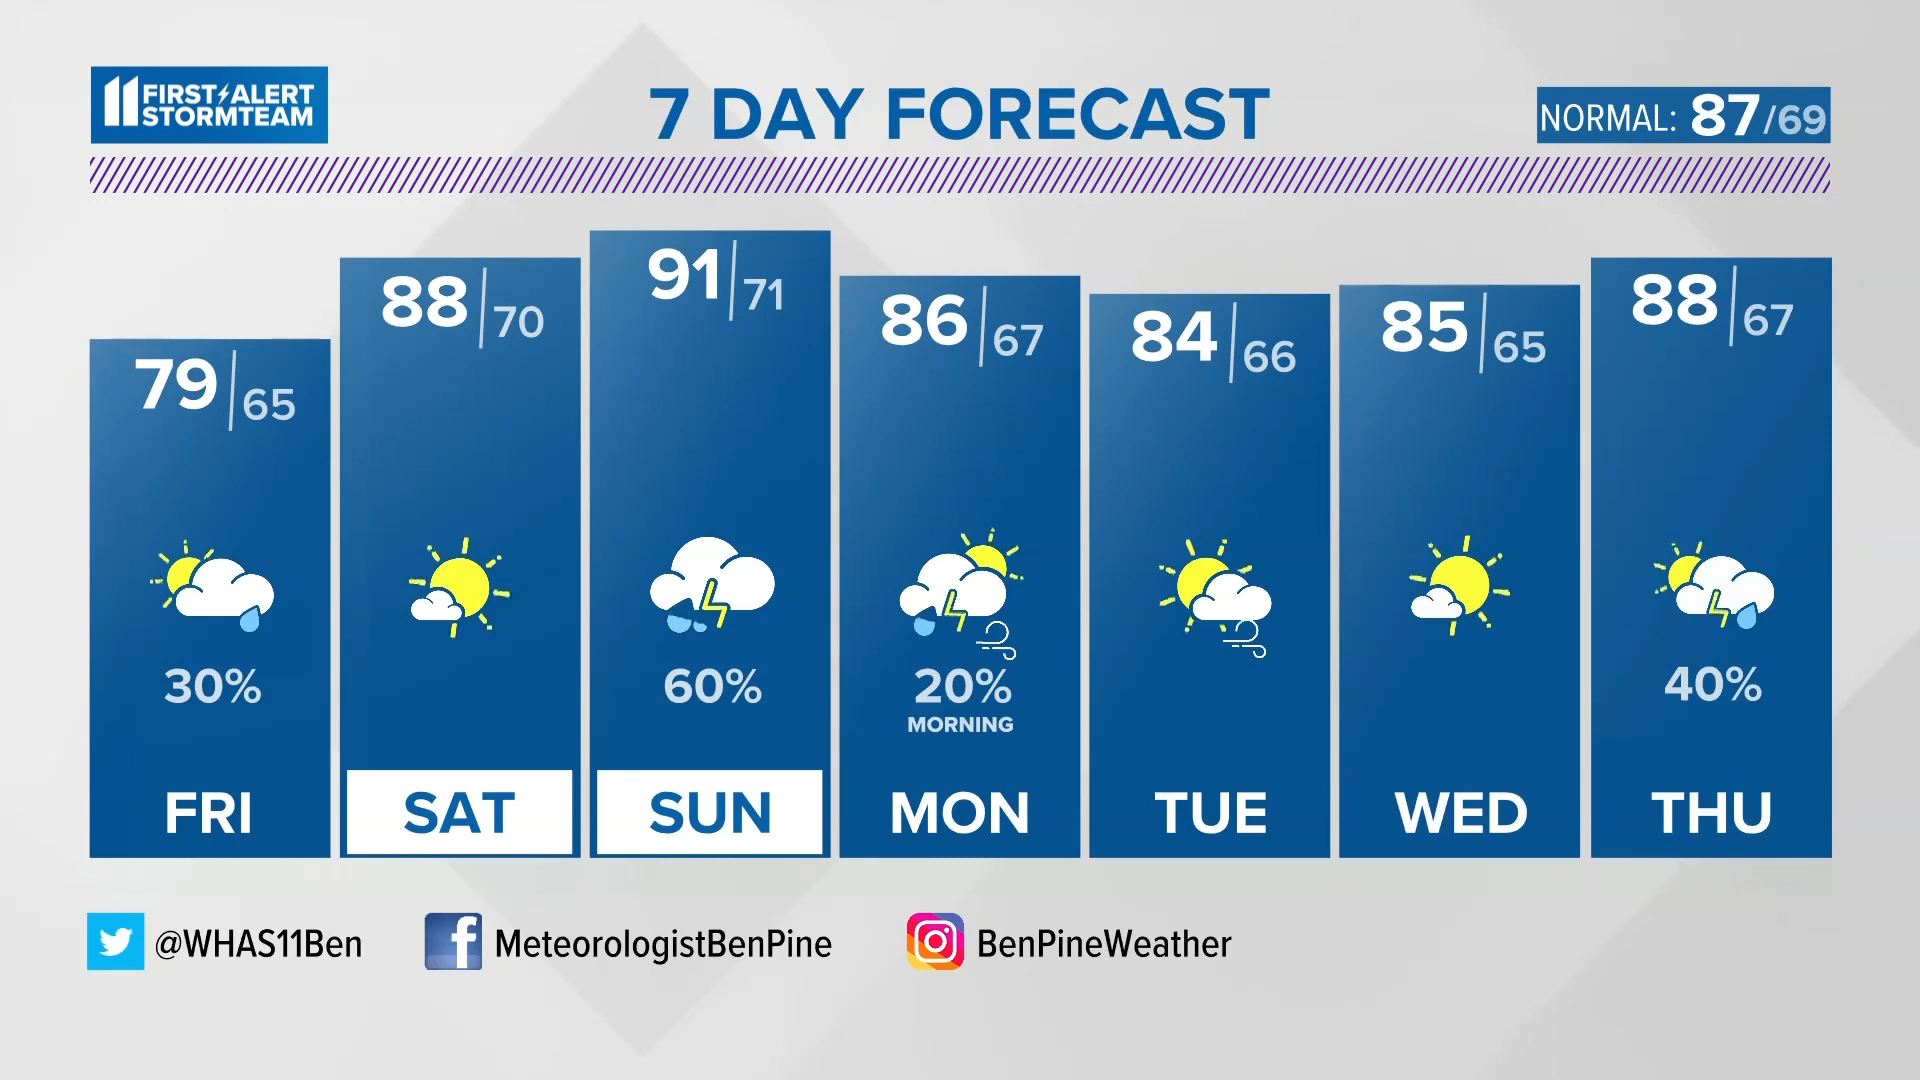 11 FIRST ALERT
STORMTEAM
7 DAY FORECAST
NORMAL: 87/69
79/65
88/70
91/71
86/67
84/66
85/65
88/67
30%
60%
20%
MORNING
40%
FRI
SAT
SUN
MON
TUE
WED
THU
@WHAS11Ben
MeteorologistBenPine
BenPineWeather